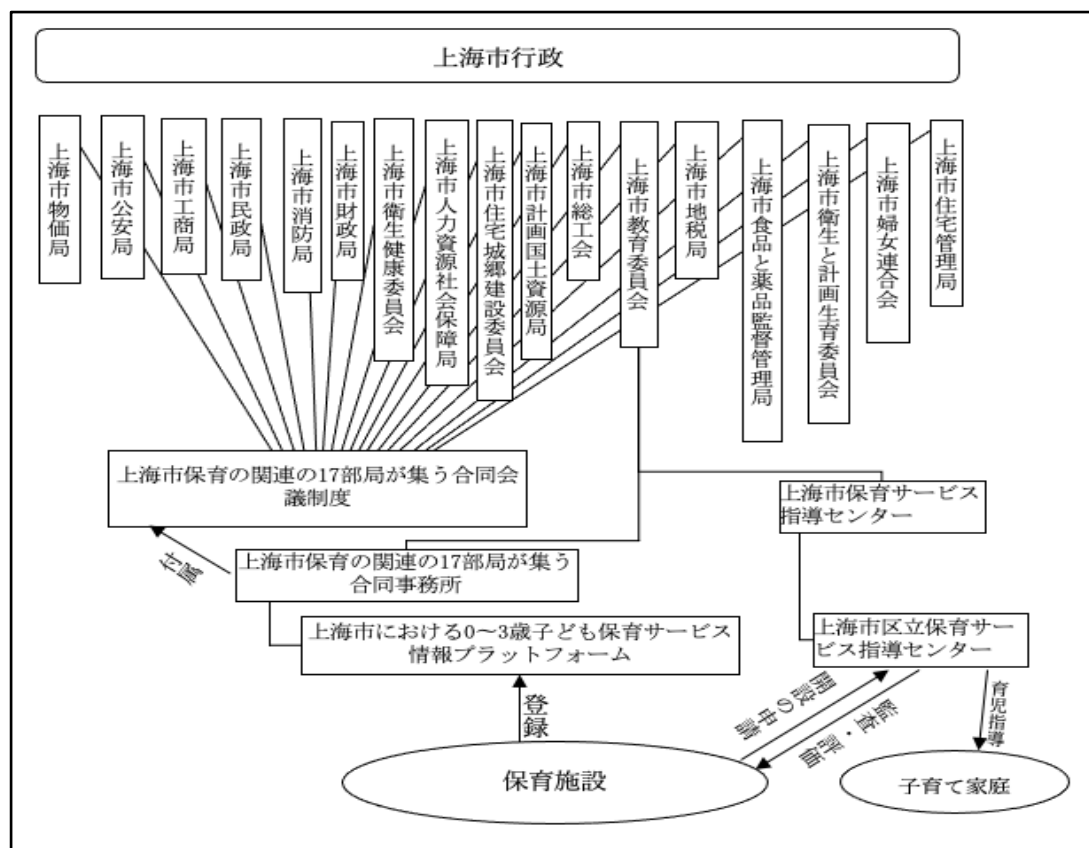 上海市行政
上海市物価局
上海市公安局
上海市工商局
上海市民政局
上海市消防局
上海市財政局
上海市衛生健康委員会
上海市人力資源社会保障局
上海市住宅城郷建設委員会
上海市計画国土資源局
上海市総工会
上海市教育委員会
上海市地税局
上海市食品と薬品監督管理局
上海市衛生と計画生育委員会
上海市婦女連合会
上海市住宅管理局
上海市保育の関連の17部局が集う合同会
議制度
上海市保育サービス
指導センター
付属
上海市保育の関連の17部局が集う
合同事務所
上海市における0～3歳子ども保育サービス
情報プラットフォーム
上海市区立保育サー
ビス指導センター
登録
開設の申請
監査・評価
育児指導
保育施設
子育て家庭